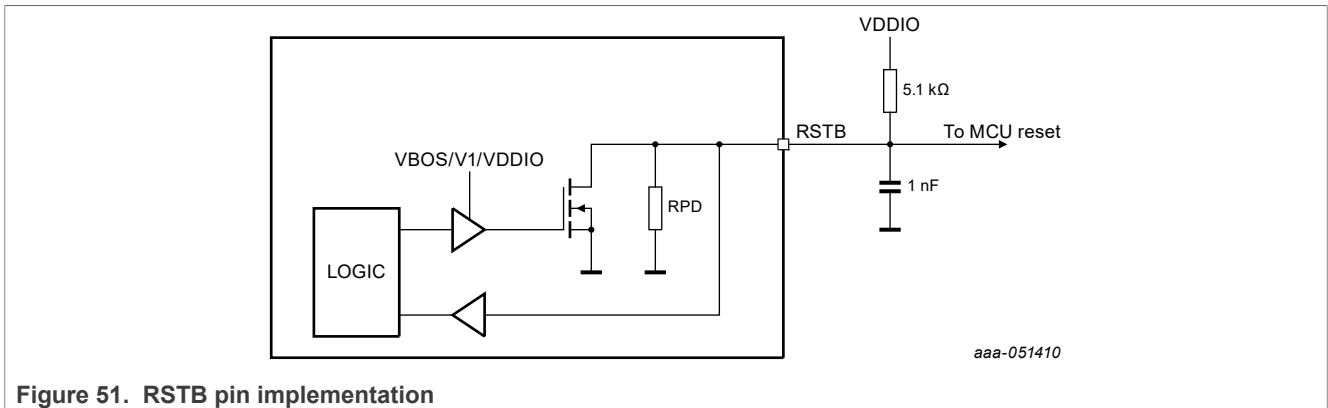 VDDIO
5.1 kΩ
RSTB
To MCU reset
VBOS/V1/VDDIO
1 nF
RPD
LOGIC
aaa-051410
Figure 51. RSTB pin implementation